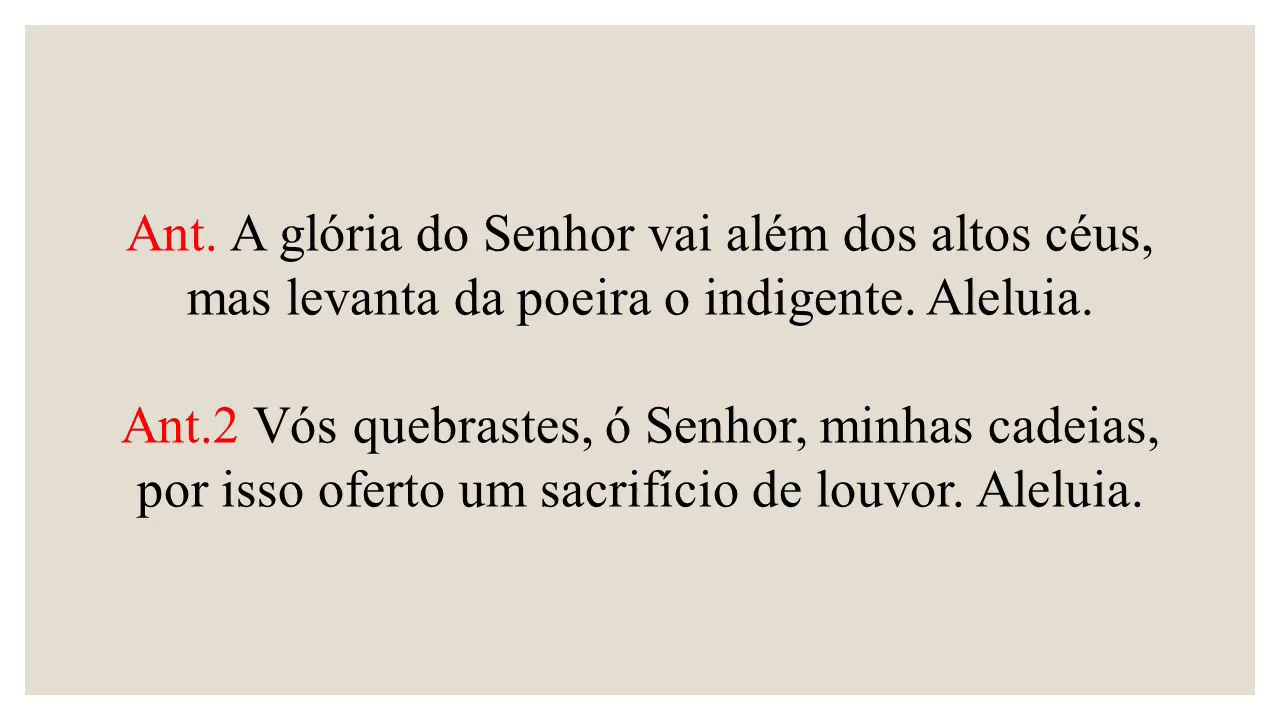 Ant. A glória do Senhor vai além dos altos céus,
mas levanta da poeira o indigente. Aleluia.
Ant.2 Vós quebrastes, ó Senhor, minhas cadeias,
por isso oferto um sacrifício de louvor. Aleluia.